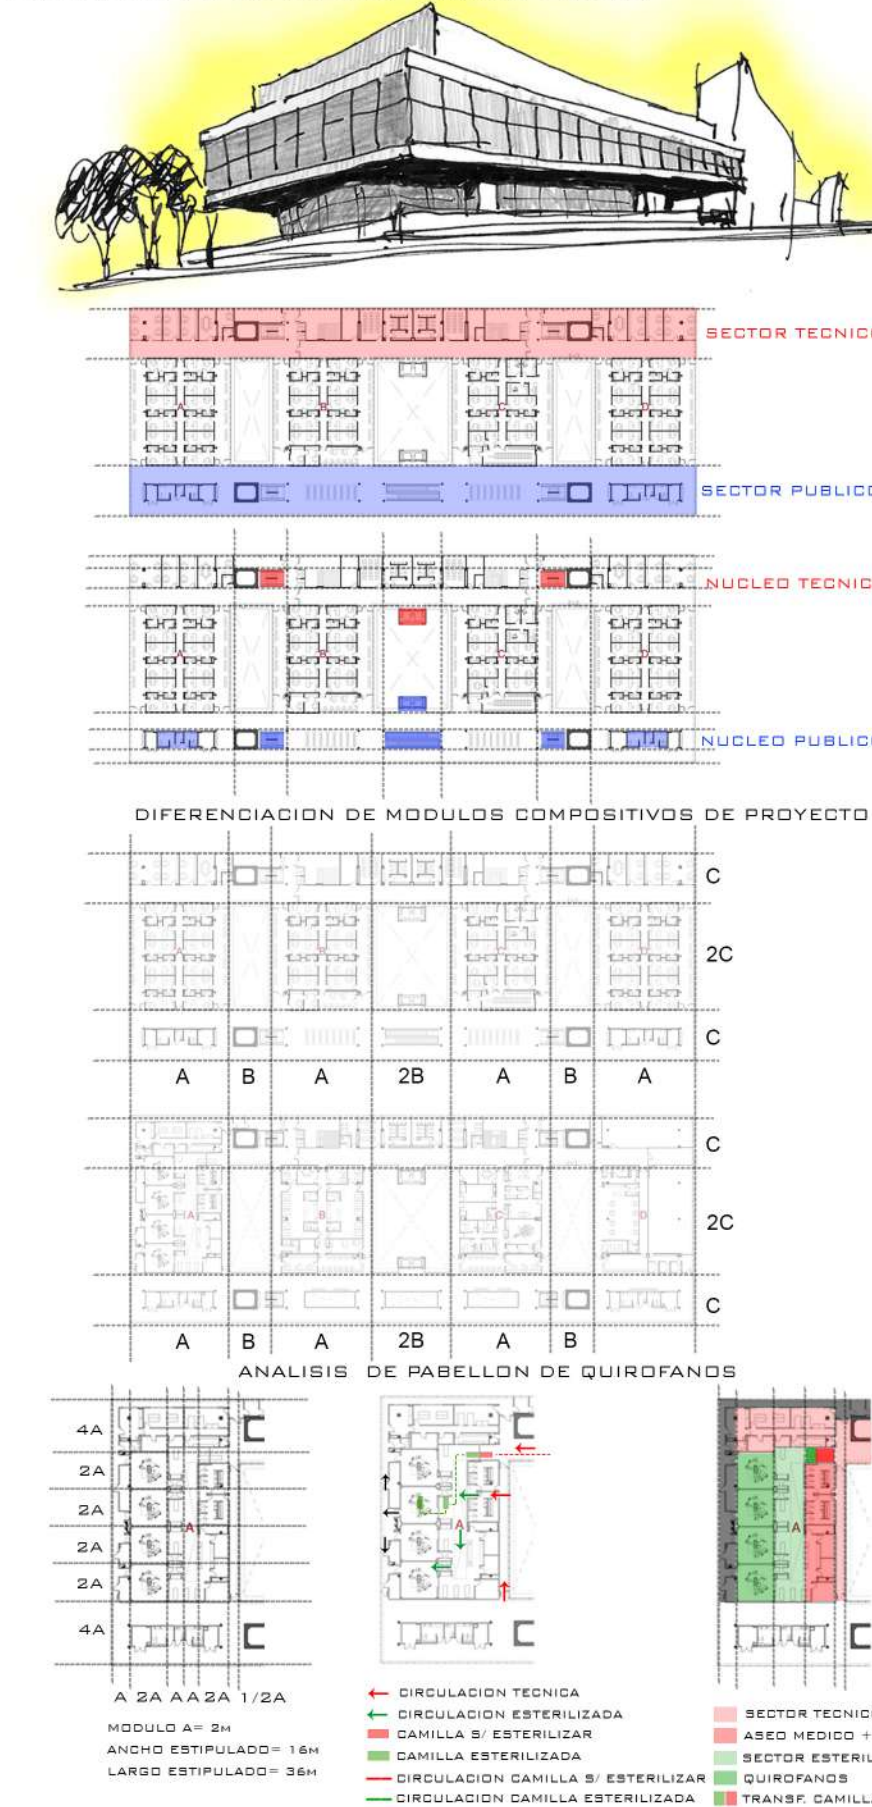 SECTOR TECNIC
A B C D
SECTOR PUBLIC
NUCLEO TECNIC
A B C D
NUCLEO PUBLIC
DIFERENCIACION DE MODULOS COMPOSITIVOS DE PROYECTO
C
A B C D
2C
C
A B A 2B A B A
C
A B C D
2C
C
A B A 2B A B
ANALISIS DE PABELLON DE QUIROFANOS
4A
2A
2A
A
2A
2A
4A
A
A
A 2A A A 2A 1/2A
MODULO A= 2M
ANCHO ESTIPULADO= 16M
LARGO ESTIPULADO= 36M
CIRCULACION TECNICA
CIRCULACION ESTERILIZADA
CAMILLA S/ ESTERILIZAR
CAMILLA ESTERILIZADA
CIRCULACION CAMILLA S/ ESTERILIZAR
CIRCULACION CAMILLA ESTERILIZADA
SECTOR TECNIC
ASEO MEDICO +
SECTOR ESTERIL
QUIROFANOS
TRANSF. CAMILL